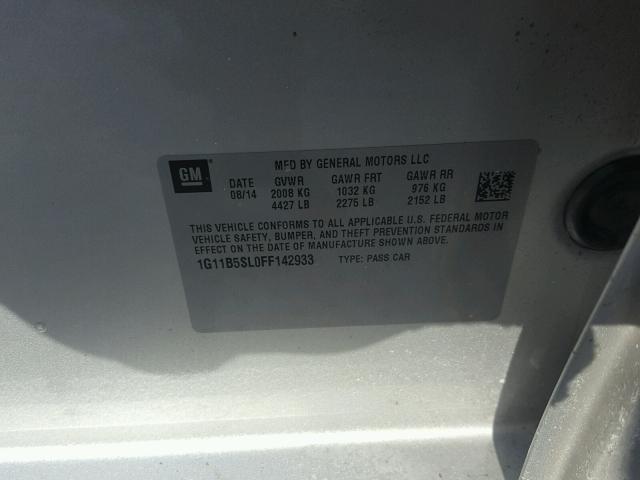 GM
MFD BY GENERAL MOTORS LLC
DATE GVWR GAWR FRT GAWR RR
08/14 2008 KG 1032 KG 976 KG
4427 LB 2275 LB 2152 LB
THIS VEHICLE CONFORMS TO ALL APPLICABLE U.S. FEDERAL MOTOR
VEHICLE SAFETY, BUMPER, AND THEFT PREVENTION STANDARDS IN
EFFECT ON THE DATE OF MANUFACTURE SHOWN ABOVE.
1G11B5SL0FF142933 TYPE: PASS CAR